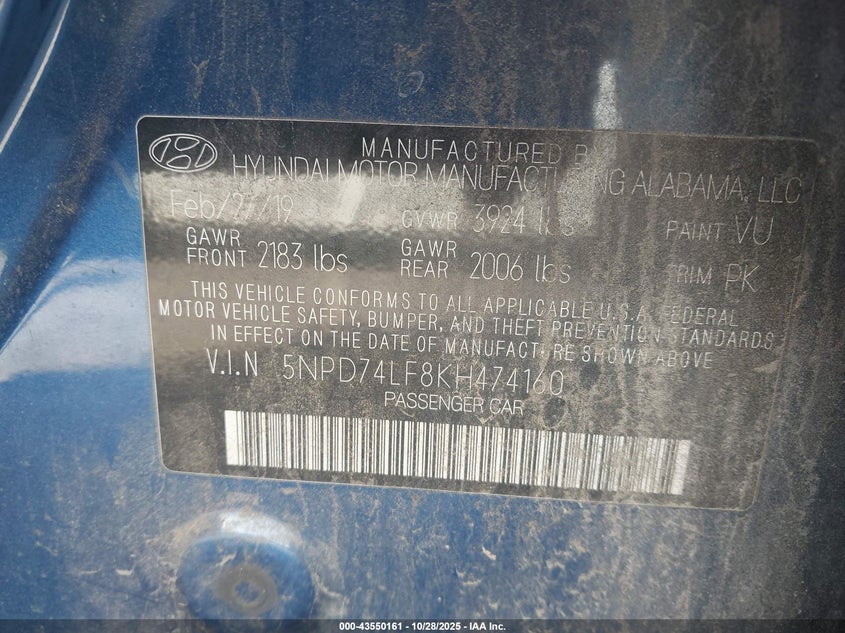 MANUFACTURED BY
HYUNDAI MOTOR MANUFACTURING ALABAMA, LLC
Feb/27/19 GVWR 3924 lbs PAINT VU
GAWR FRONT 2183 lbs GAWR REAR 2006 lbs TRIM PK
THIS VEHICLE CONFORMS TO ALL APPLICABLE U.S.A. FEDERAL
MOTOR VEHICLE SAFETY, BUMPER, AND THEFT PREVENTION STANDARDS
IN EFFECT ON THE DATE OF MANUFACTURE SHOWN ABOVE
V.I.N 5NPD74LF8KH474160
PASSENGER CAR
000-43550161 - 10/28/2025 - IAA Inc.